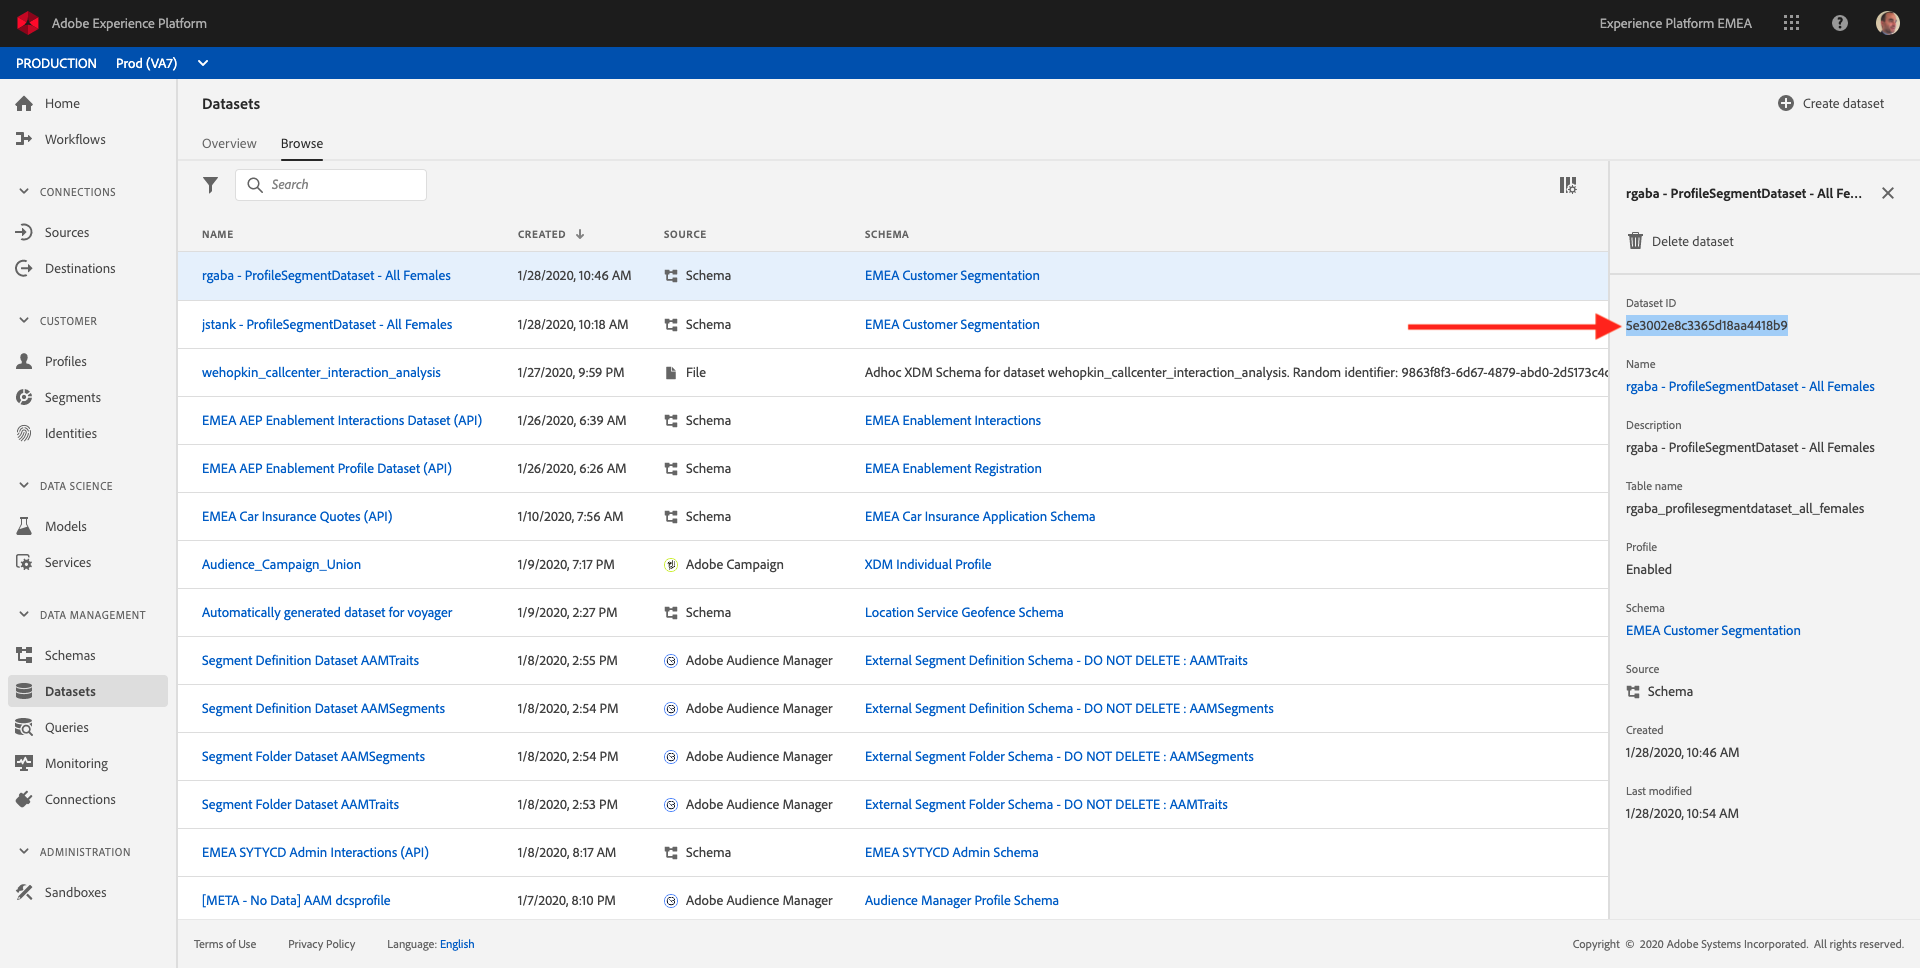 Adobe Experience Platform
Experience Platform EMEA
PRODUCTION Prod (VA7)
Home
Workflows
CONNECTIONS
Sources
Destinations
CUSTOMER
Profiles
Segments
Identities
DATA SCIENCE
Models
Services
DATA MANAGEMENT
Schemas
Datasets
Queries
Monitoring
Connections
ADMINISTRATION
Sandboxes
Datasets
Create dataset
Overview Browse
Search
NAME CREATED SOURCE SCHEMA
rgaba - ProfileSegmentDataset - All Females 1/28/2020, 10:46 AM Schema EMEA Customer Segmentation
jstank - ProfileSegmentDataset - All Females 1/28/2020, 10:18 AM Schema EMEA Customer Segmentation
wehopkin_callcenter_interaction_analysis 1/27/2020, 9:59 PM File Adhoc XDM Schema for dataset wehopkin_callcenter_interaction_analysis. Random identifier: 9863f8f3-6d67-4879-abd0-2d5173c4c
EMEA AEP Enablement Interactions Dataset (API) 1/26/2020, 6:39 AM Schema EMEA Enablement Interactions
EMEA AEP Enablement Profile Dataset (API) 1/26/2020, 6:26 AM Schema EMEA Enablement Registration
EMEA Car Insurance Quotes (API) 1/10/2020, 7:56 AM Schema EMEA Car Insurance Application Schema
Audience_Campaign_Union 1/9/2020, 7:17 PM Adobe Campaign XDM Individual Profile
Automatically generated dataset for voyager 1/9/2020, 2:27 PM Schema Location Service Geofence Schema
Segment Definition Dataset AAMTraits 1/8/2020, 2:55 PM Adobe Audience Manager External Segment Definition Schema - DO NOT DELETE : AAMTraits
Segment Definition Dataset AAMSegments 1/8/2020, 2:54 PM Adobe Audience Manager External Segment Definition Schema - DO NOT DELETE : AAMSegments
Segment Folder Dataset AAMSegments 1/8/2020, 2:54 PM Adobe Audience Manager External Segment Folder Schema - DO NOT DELETE : AAMSegments
Segment Folder Dataset AAMTraits 1/8/2020, 2:53 PM Adobe Audience Manager External Segment Folder Schema - DO NOT DELETE : AAMTraits
EMEA SYTYCD Admin Interactions (API) 1/8/2020, 8:17 AM Schema EMEA SYTYCD Admin Schema
[META - No Data] AAM dcsprofile 1/7/2020, 8:10 PM Adobe Audience Manager Audience Manager Profile Schema
rgaba - ProfileSegmentDataset - All Fe...
Delete dataset
Dataset ID
5e3002e8c3365d18aa4418b9
Name
rgaba - ProfileSegmentDataset - All Females
Description
rgaba - ProfileSegmentDataset - All Females
Table name
rgaba_profilesegmentdataset_all_females
Profile
Enabled
Schema
EMEA Customer Segmentation
Source
Schema
Created
1/28/2020, 10:46 AM
Last modified
1/28/2020, 10:54 AM
Terms of Use Privacy Policy Language: English
Copyright © 2020 Adobe Systems Incorporated. All rights reserved.